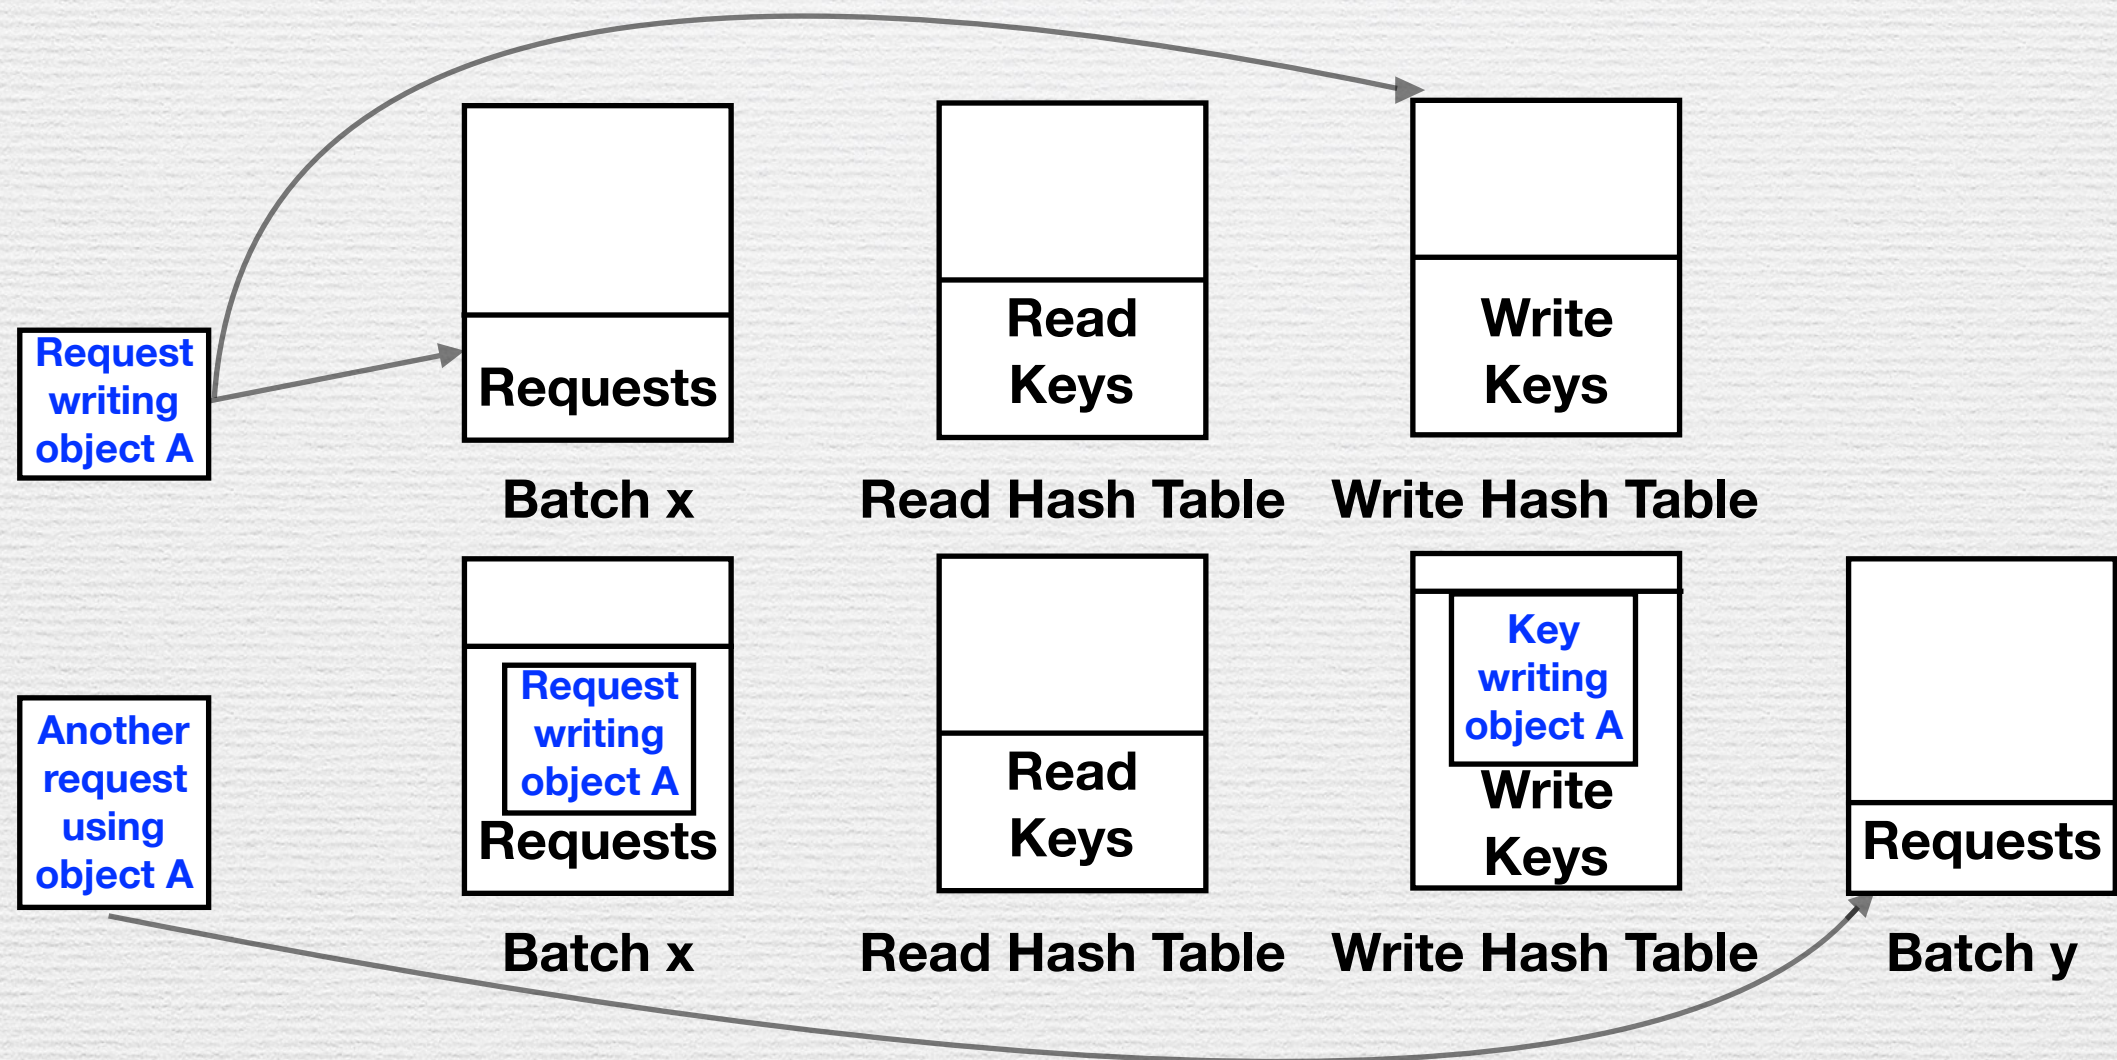 Request
writing
object A
Requests
Read
Keys
Write
Keys
Batch x
Read Hash Table
Write Hash Table
Another
request
using
object A
Request
writing
object A
Requests
Read
Keys
Key
writing
object A
Write
Keys
Requests
Batch x
Read Hash Table
Write Hash Table
Batch y